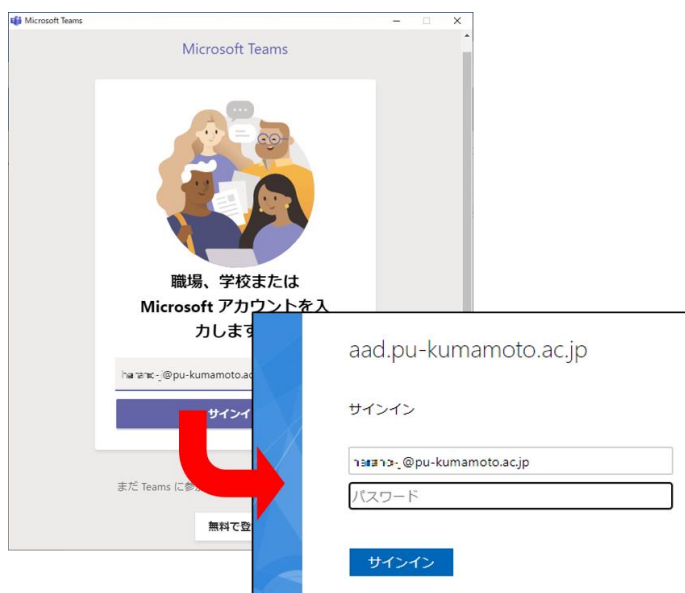 Microsoft Teams
Microsoft Teams
職場、学校または
Microsoft アカウントを入
力します
@pu-kumamoto.ac
サインイ
まだ Teams に参
無料で登
aad.pu-kumamoto.ac.jp
サインイン
@pu-kumamoto.ac.jp
パスワード
サインイン